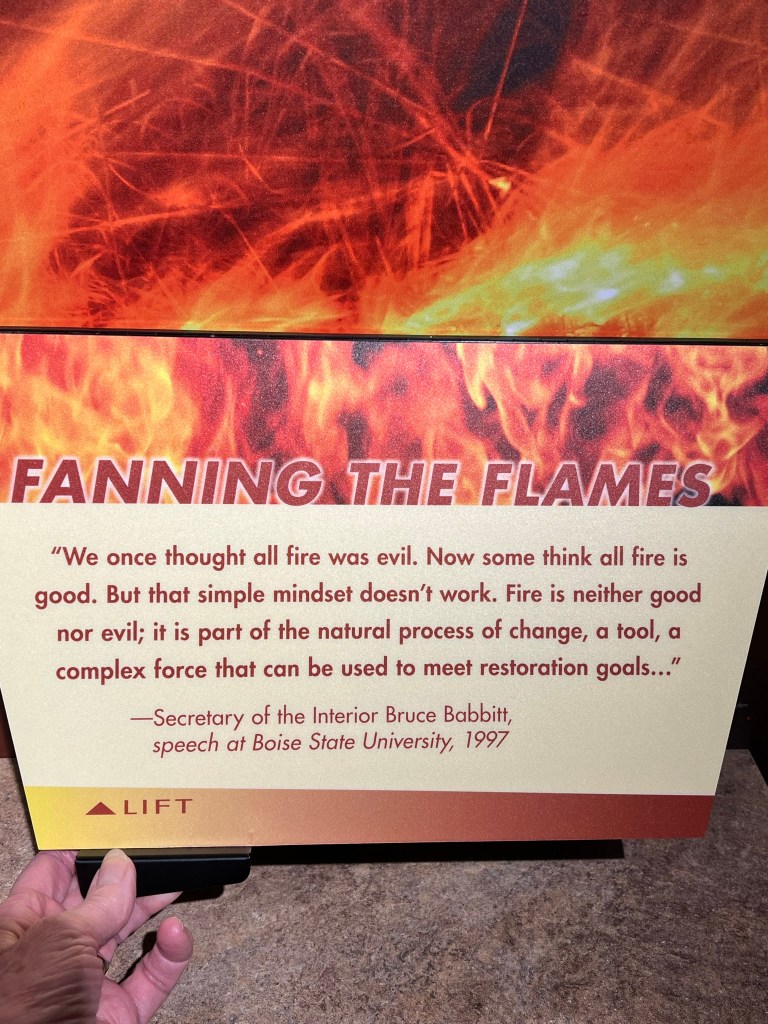 FANNING THE FLAMES
“We once thought all fire was evil. Now some think all fire is
good. But that simple mindset doesn’t work. Fire is neither good
nor evil; it is part of the natural process of change, a tool, a
complex force that can be used to meet restoration goals...”
—Secretary of the Interior Bruce Babbitt,
speech at Boise State University, 1997
▲LIFT